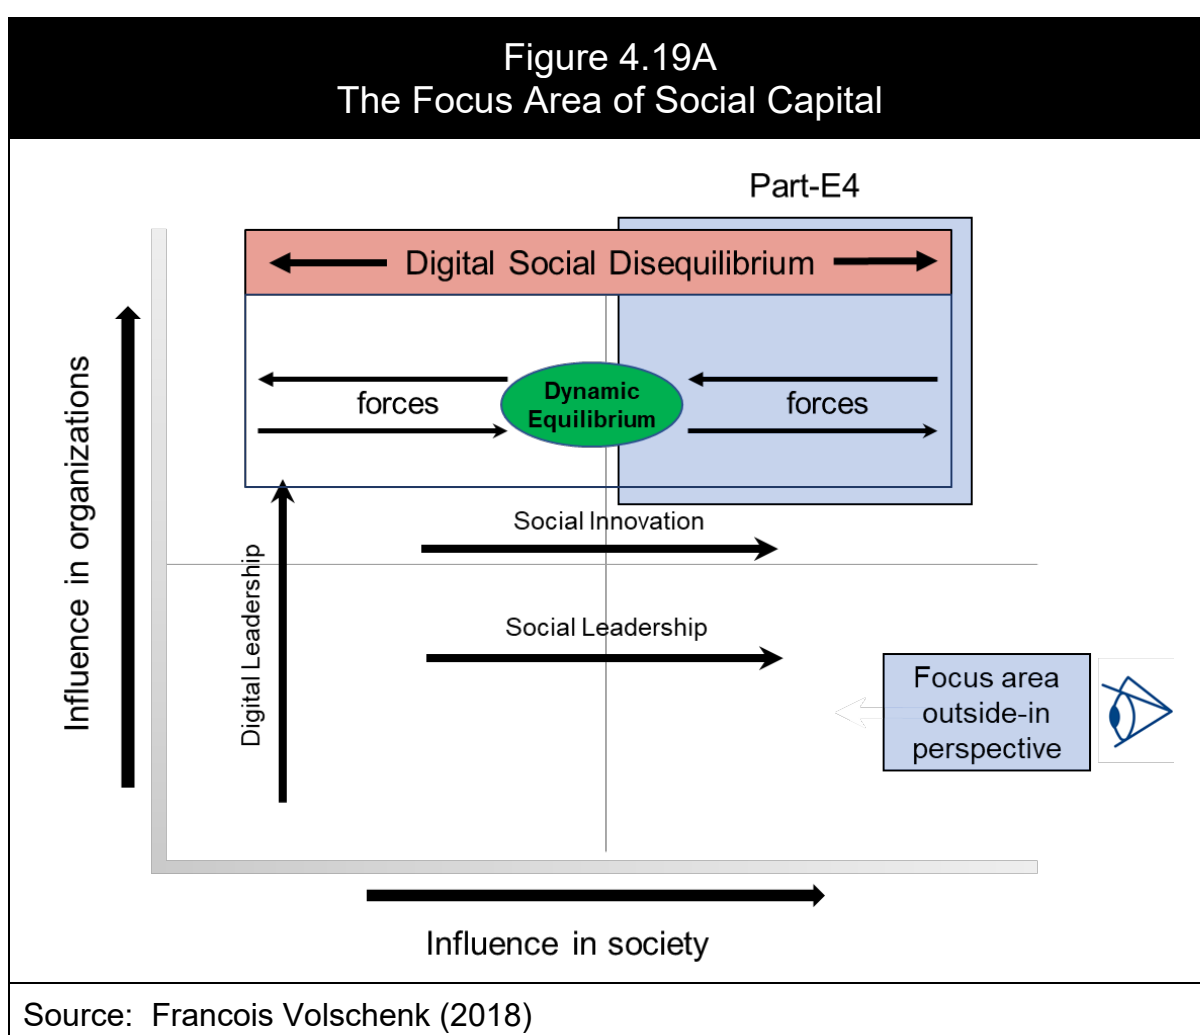 Figure 4.19A
The Focus Area of Social Capital
Part-E4
Digital Social Disequilibrium
forces
Dynamic
Equilibrium
forces
Social Innovation
Social Leadership
Digital Leadership
Influence in organizations
Focus area
outside-in
perspective
Influence in society
Source: Francois Volschenk (2018)